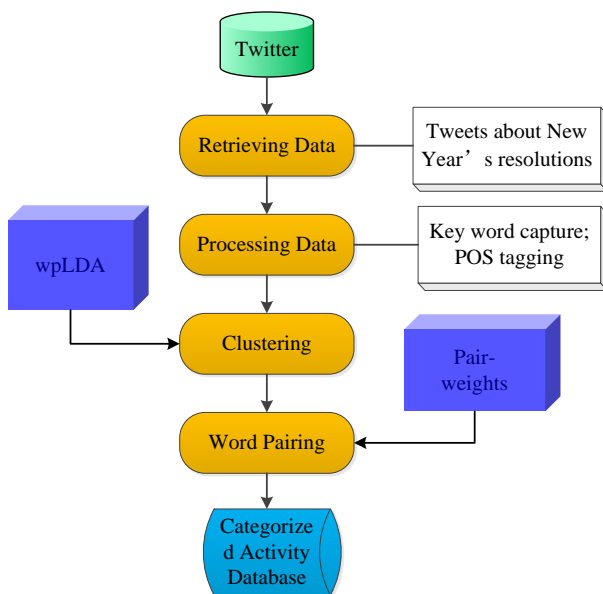 Twitter
Retrieving Data
Tweets about New
Year’s resolutions
Processing Data
Key word capture;
POS tagging
wpLDA
Clustering
Pair-
weights
Word Pairing
Categorize
d Activity
Database